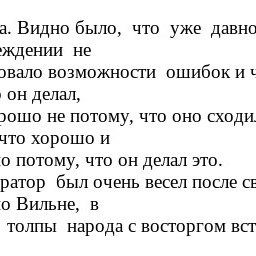 а. Видно было, что уже давно
еждении не
овало возможности ошибок и ч
он делал,
рошо не потому, что оно сходи
что хорошо и
о потому, что он делал это.
ратор был очень весел после с
о Вильне, в
толпы народа с восторгом вст